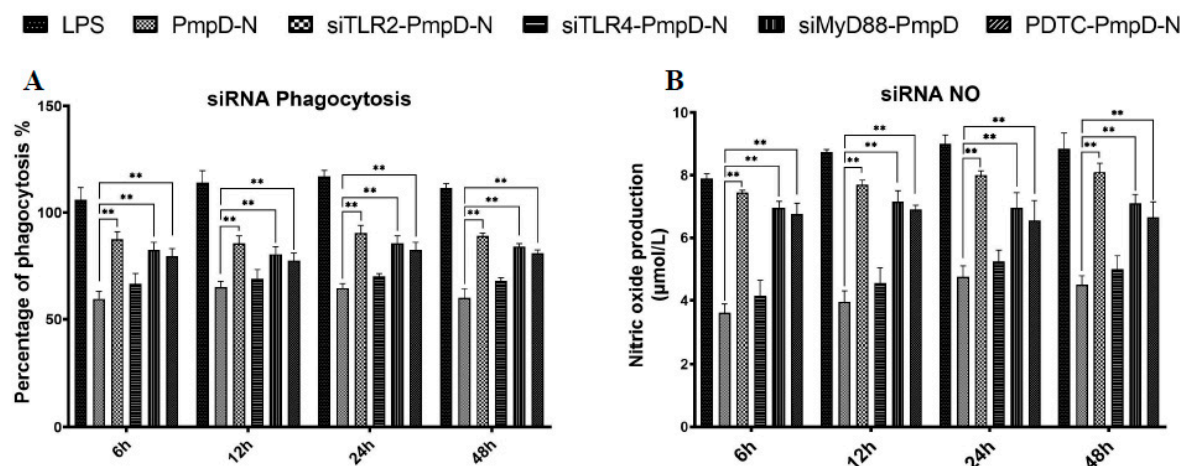 LPS PmpD-N siTLR2-PmpD-N siTLR4-PmpD-N siMyD88-PmpD PDTC-PmpD-N
A
siRNA Phagocytosis
Percentage of phagocytosis %
150
100
50
0
** ** **
** ** **
** ** **
** ** **
6h 12h 24h 48h
B
siRNA NO
Nitric oxide production
(μmol/L)
10
8
6
4
2
0
** ** **
** ** **
** ** **
** ** **
6h 12h 24h 48h